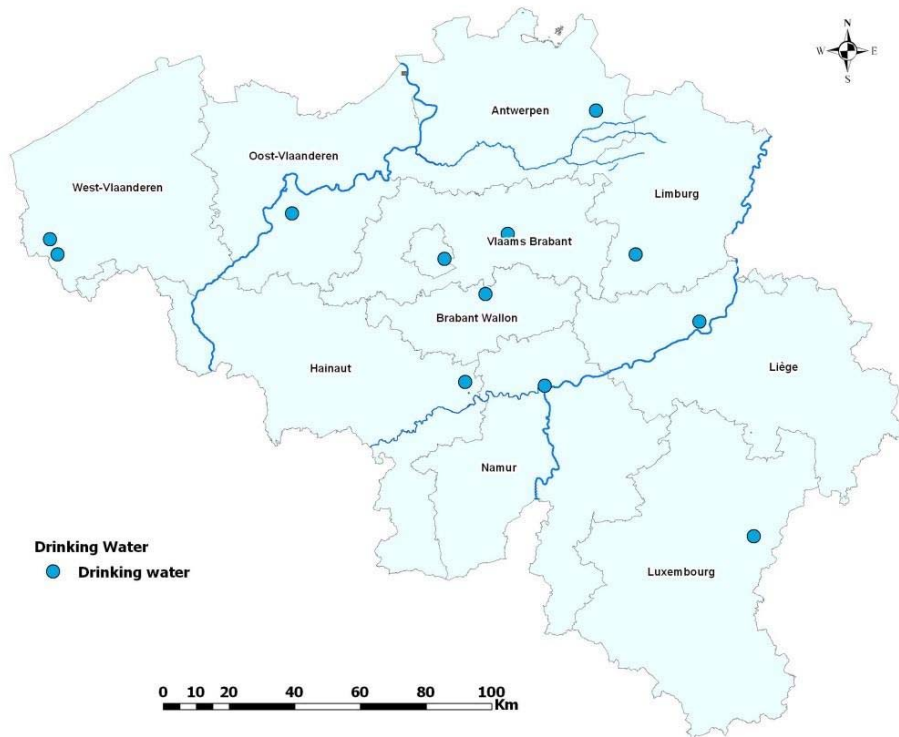 N
W E
S
Antwerpen
Oost-Vlaanderen
West-Vlaanderen
Limburg
Vlaams Brabant
Brabant Wallon
Hainaut
Liège
Namur
Luxembourg
Drinking Water
Drinking water
0 10 20 40 60 80 100
Km